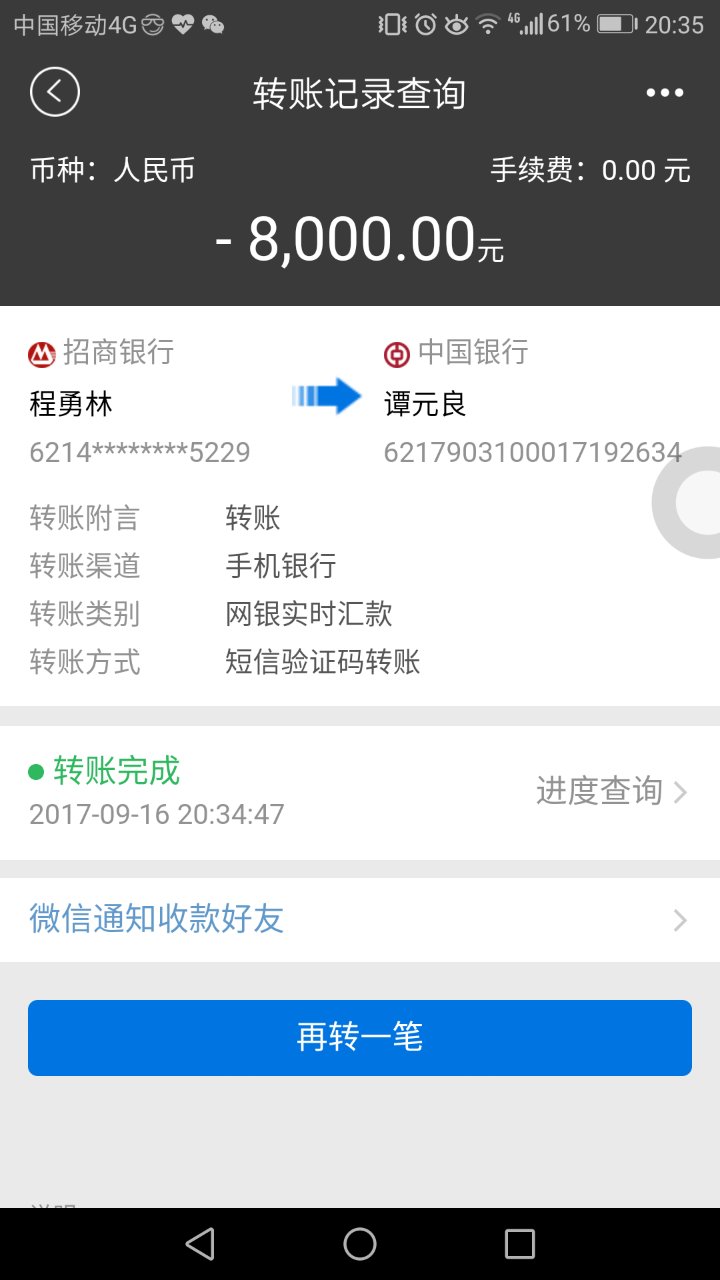 中国移动4G 4G 61% 20:35
转账记录查询
币种：人民币 手续费：0.00 元
- 8,000.00元
招商银行 中国银行
程勇林 谭元良
6214********5229 6217903100017192634
转账附言 转账
转账渠道 手机银行
转账类别 网银实时汇款
转账方式 短信验证码转账
转账完成
2017-09-16 20:34:47 进度查询
微信通知收款好友
再转一笔